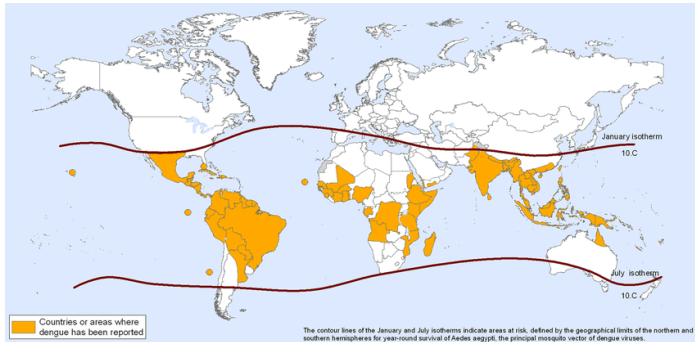 January isotherm
10.C
July isotherm
10.C
Countries or areas where
dengue has been reported
The contour lines of the January and July isotherms indicate areas at risk, defined by the geographical limits of the northern and
southern hemispheres for year-round survival of Aedes aegypti, the principal mosquito vector of dengue viruses.